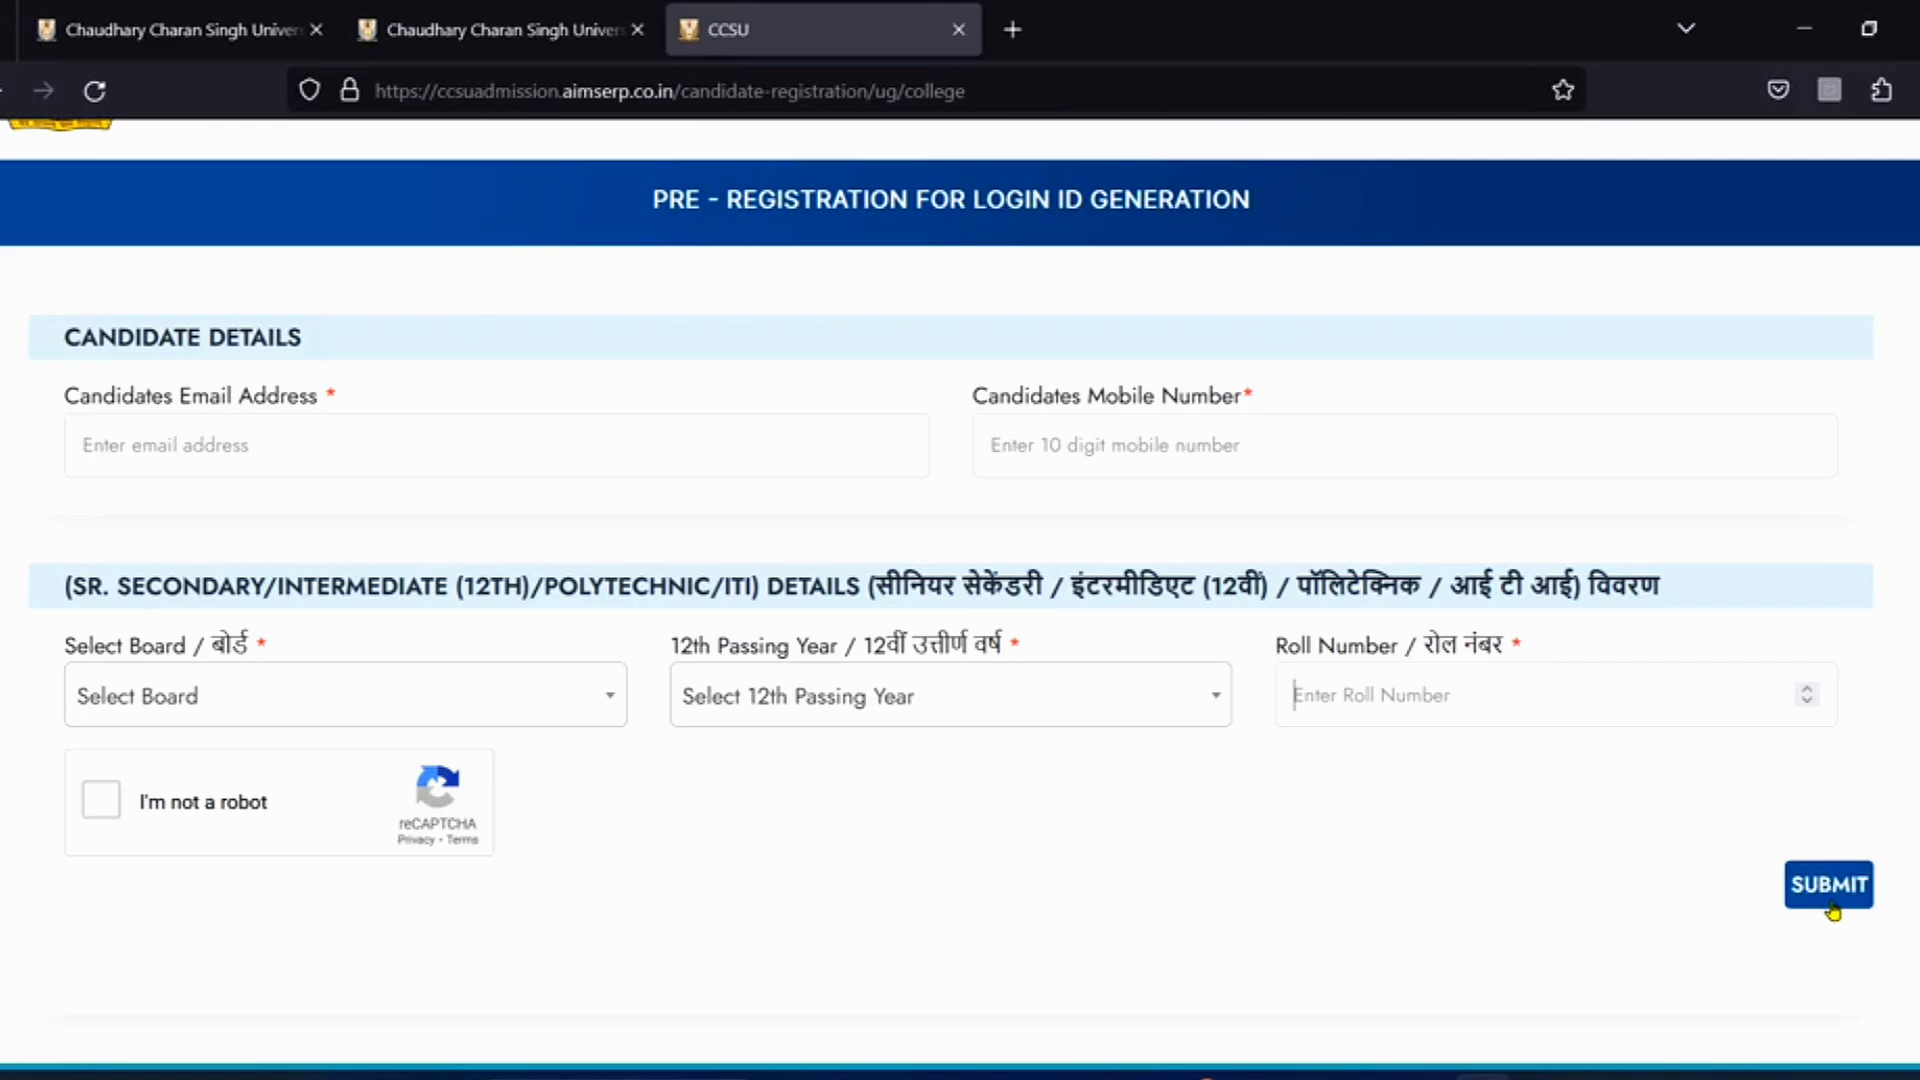 Chaudhary Charan Singh Univer
Chaudhary Charan Singh Univer
CCSU
https://ccsuadmission.aimserp.co.in/candidate-registration/ug/college
PRE - REGISTRATION FOR LOGIN ID GENERATION
CANDIDATE DETAILS
Candidates Email Address *
Candidates Mobile Number*
Enter email address
Enter 10 digit mobile number
(SR. SECONDARY/INTERMEDIATE (12TH)/POLYTECHNIC/ITI) DETAILS (सीनियर सेकेंडरी / इंटरमीडिएट (12वीं) / पॉलिटेक्निक / आई टी आई) विवरण
Select Board / बोर्ड *
12th Passing Year / 12वीं उत्तीर्ण वर्ष *
Roll Number / रोल नंबर *
Select Board
Select 12th Passing Year
Enter Roll Number
I'm not a robot
reCAPTCHA
Privacy - Terms
SUBMIT